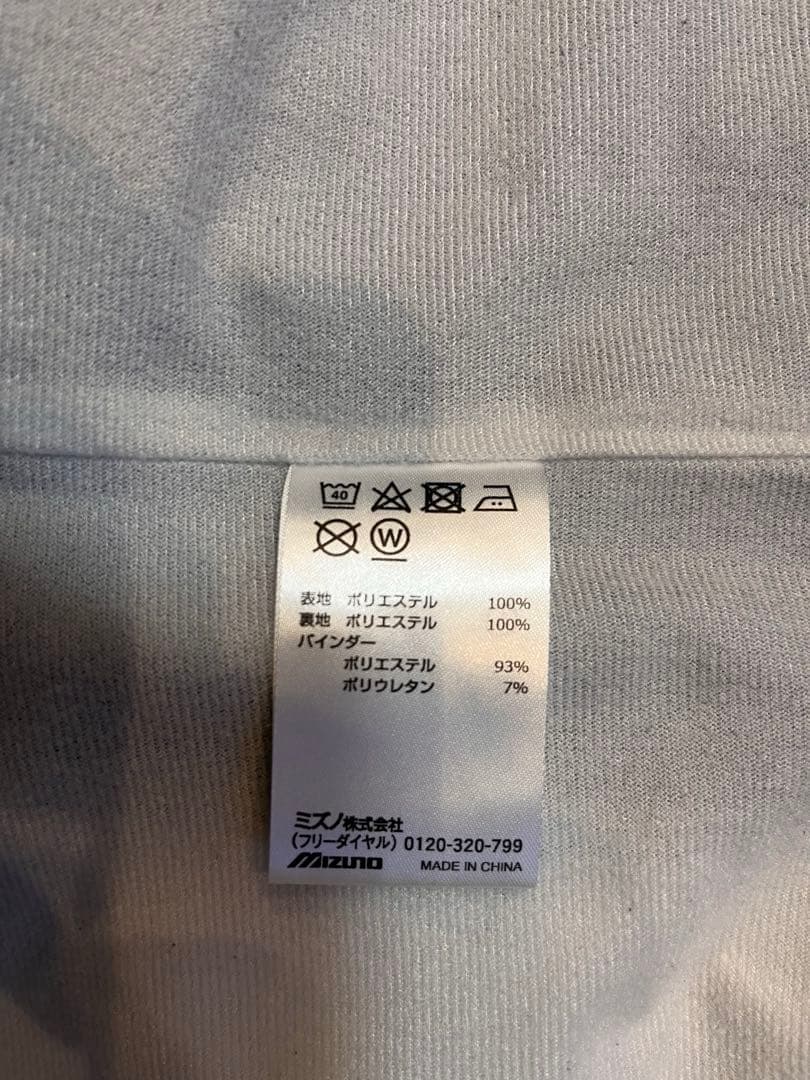 40
W
表地 ポリエステル 100%
裏地 ポリエステル 100%
バインダー
ポリエステル 93%
ポリウレタン 7%
ミズノ株式会社
(フリーダイヤル) 0120-320-799
MIZUNO MADE IN CHINA